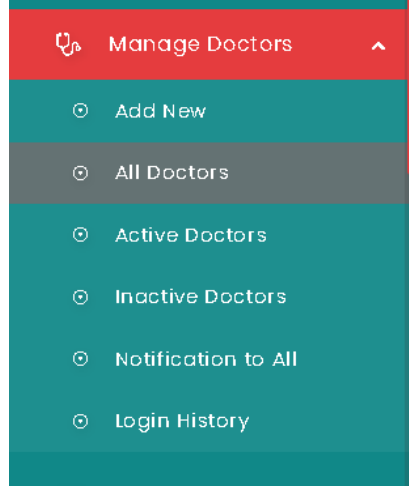 Manage Doctors
Add New
All Doctors
Active Doctors
Inactive Doctors
Notification to All
Login History